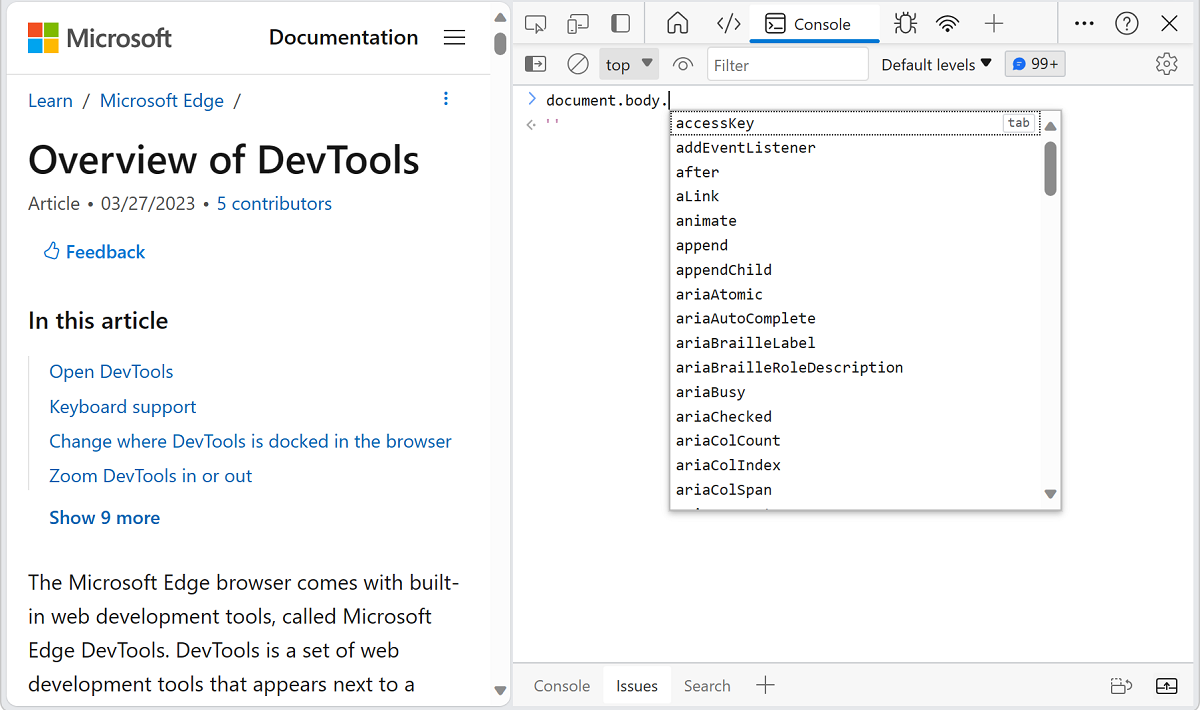 Microsoft
Documentation
Learn / Microsoft Edge /
Overview of DevTools
Article • 03/27/2023 • 5 contributors
Feedback
In this article
Open DevTools
Keyboard support
Change where DevTools is docked in the browser
Zoom DevTools in or out
Show 9 more
The Microsoft Edge browser comes with built-
in web development tools, called Microsoft
Edge DevTools. DevTools is a set of web
development tools that appears next to a
Console
top
Filter
Default levels
99+
document.body.
''
accessKey tab
addEventListener
after
aLink
animate
append
appendChild
ariaAtomic
ariaAutoComplete
ariaBrailleLabel
ariaBrailleRoleDescription
ariaBusy
ariaChecked
ariaColCount
ariaColIndex
ariaColSpan
Console Issues Search